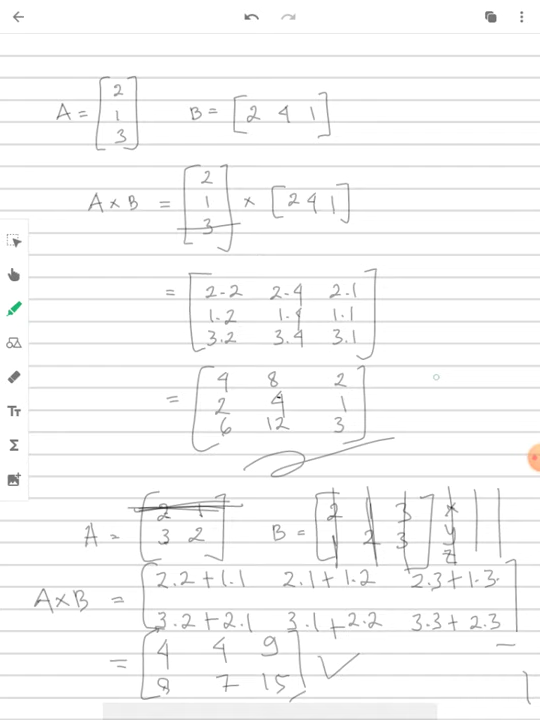 A = [2 1 3] B = [2 4 1]
A × B = [2 1 3] × [2 4 1]
= [2.2 2.4 2.1
1.2 1.4 1.1
3.2 3.4 3.1]
= [4 8 2
2 4 1
6 12 3]
A = [2 1
3 2] B = [2 1 3
1 2 3] x
y
z
A×B = [2.2+1.1 2.1+1.2 2.3+1.3
3.2+2.1 3.1+2.2 3.3+2.3]
= [4 4 9
8 7 15]
Tт
Σ